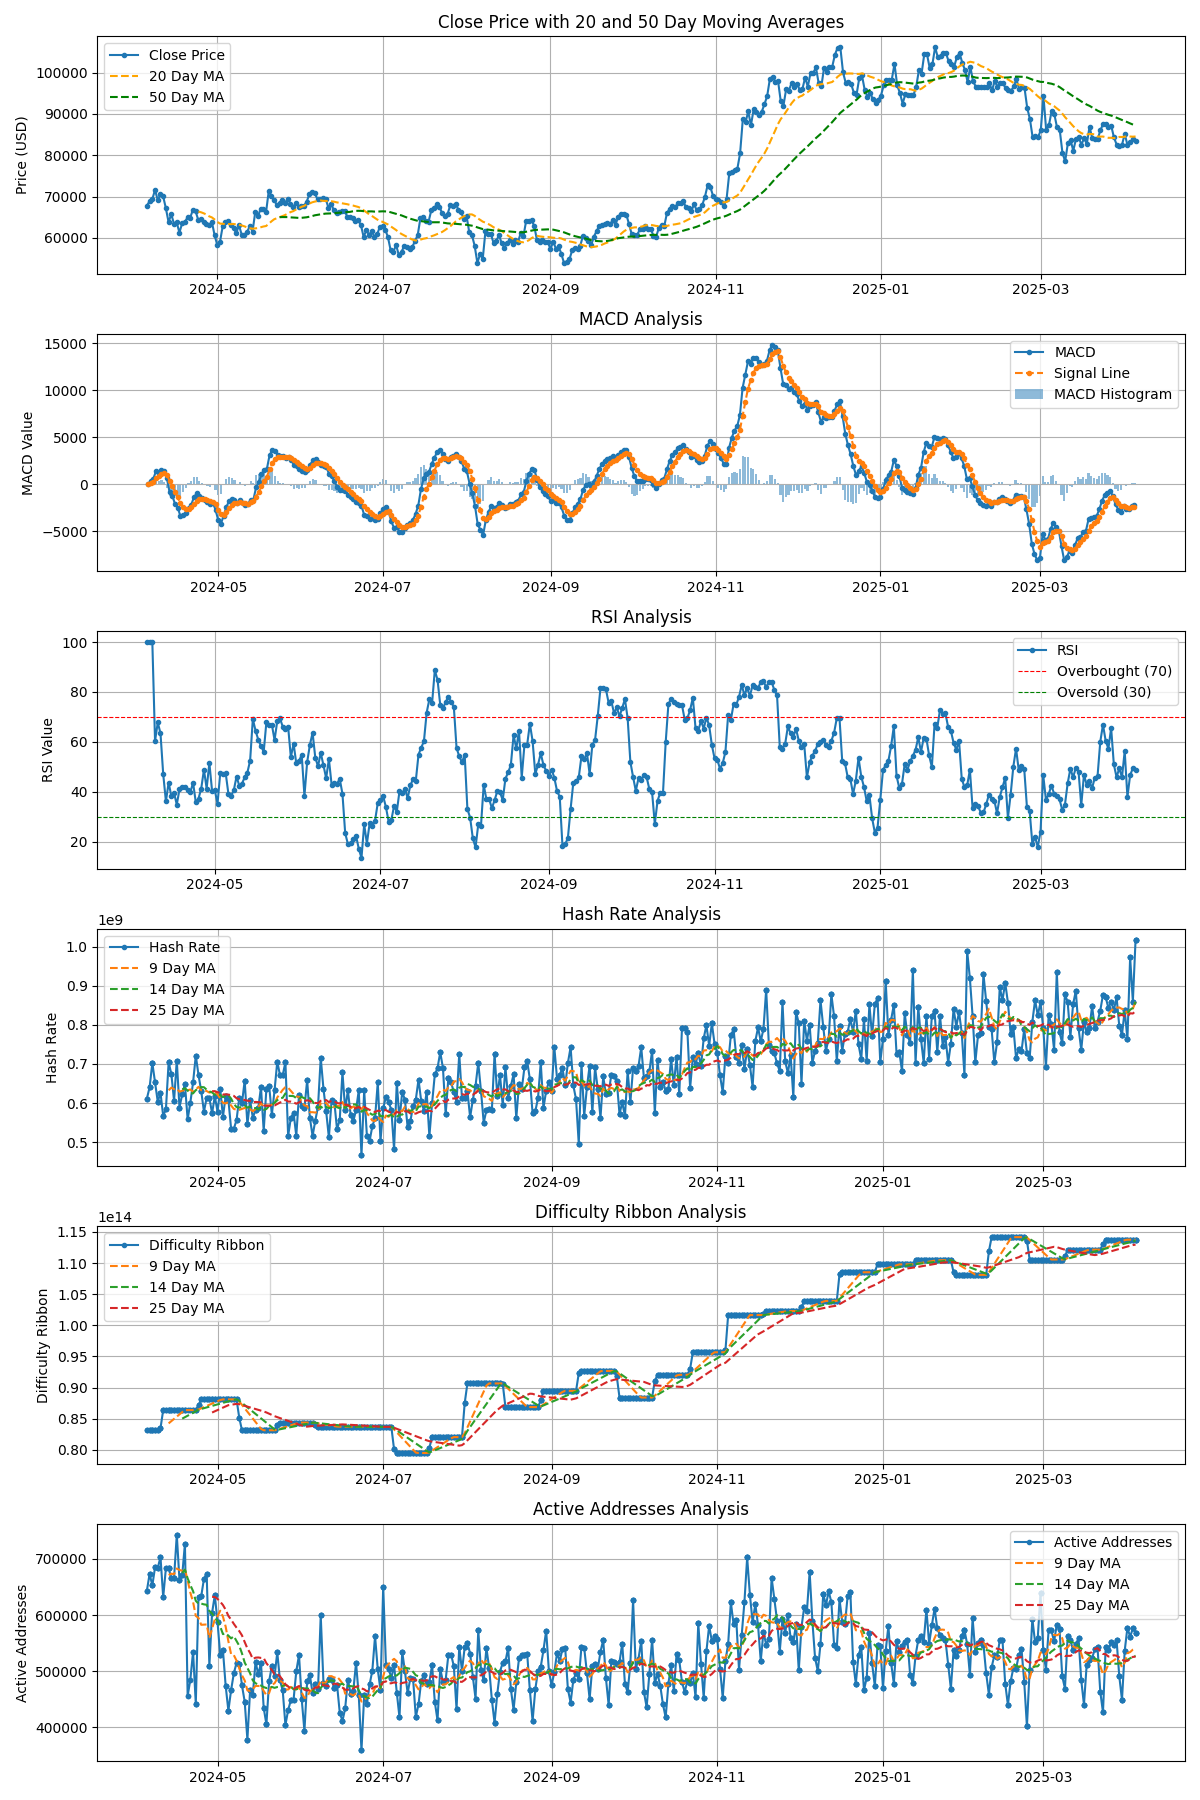 Close Price with 20 and 50 Day Moving Averages
Close Price
20 Day MA
50 Day MA
Price (USD)
100000
90000
80000
70000
60000
2024-05
2024-07
2024-09
2024-11
2025-01
2025-03
MACD Analysis
MACD
Signal Line
MACD Histogram
MACD Value
15000
10000
5000
0
−5000
2024-05
2024-07
2024-09
2024-11
2025-01
2025-03
RSI Analysis
RSI
Overbought (70)
Oversold (30)
RSI Value
100
80
60
40
20
2024-05
2024-07
2024-09
2024-11
2025-01
2025-03
Hash Rate Analysis
1e9
Hash Rate
9 Day MA
14 Day MA
25 Day MA
Hash Rate
1.0
0.9
0.8
0.7
0.6
0.5
2024-05
2024-07
2024-09
2024-11
2025-01
2025-03
Difficulty Ribbon Analysis
1e14
Difficulty Ribbon
9 Day MA
14 Day MA
25 Day MA
Difficulty Ribbon
1.15
1.10
1.05
1.00
0.95
0.90
0.85
0.80
2024-05
2024-07
2024-09
2024-11
2025-01
2025-03
Active Addresses Analysis
Active Addresses
9 Day MA
14 Day MA
25 Day MA
Active Addresses
700000
600000
500000
400000
2024-05
2024-07
2024-09
2024-11
2025-01
2025-03